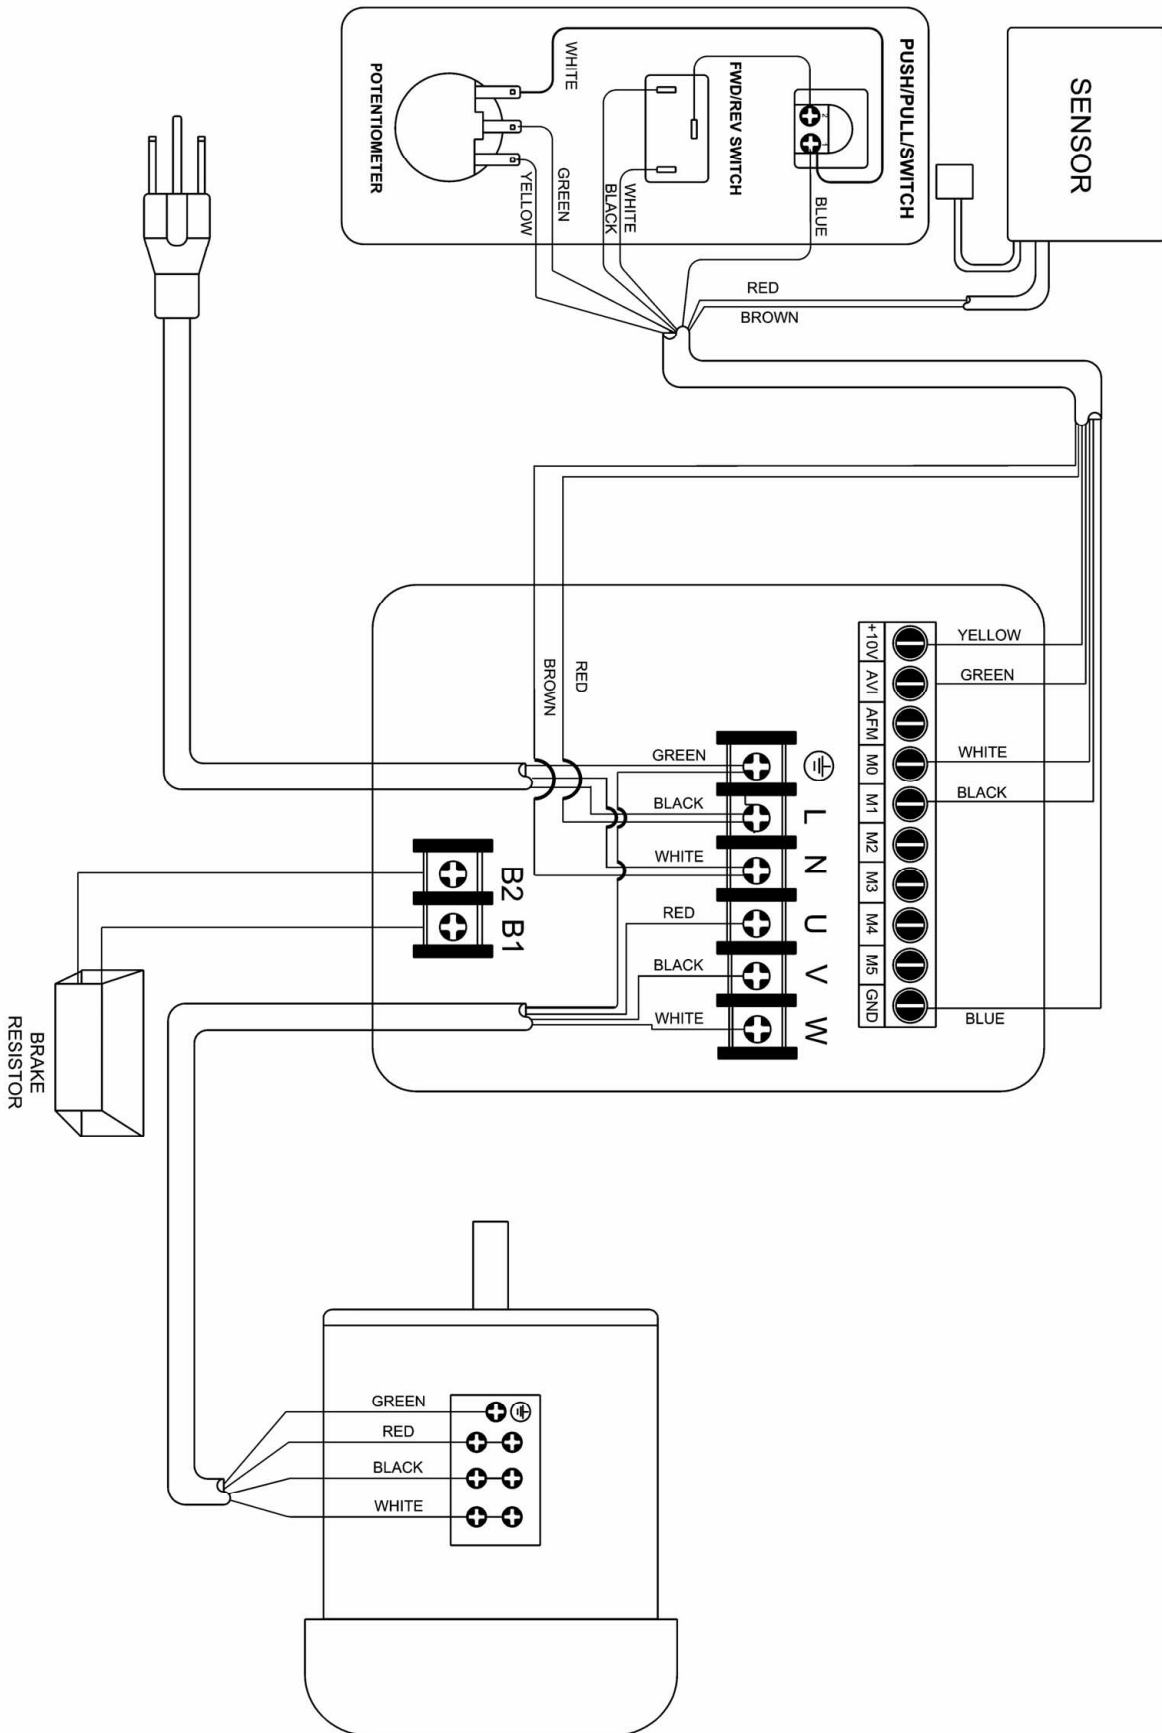 SENSOR
PUSH/PULL/SWITCH
FWD/REV SWITCH
POTENTIOMETER
WHITE
2
1
GREEN
YELLOW
WHITE
BLACK
BLUE
RED
BROWN
YELLOW
GREEN
WHITE
BLACK
BLUE
+10V
AVI
AFM
M0
M1
M2
M3
M4
M5
GND
RED
BROWN
GREEN
BLACK
WHITE
RED
BLACK
WHITE
L
N
U
V
W
B2
B1
BRAKE
RESISTOR
GREEN
RED
BLACK
WHITE